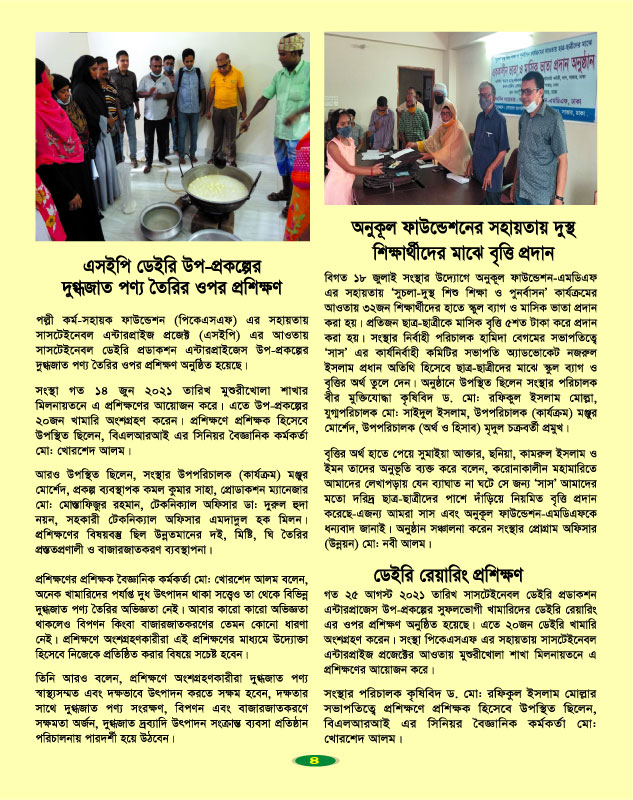 এসইপি ডেইরি উপ-প্রকল্পের
দুগ্ধজাত পণ্য তৈরির ওপর প্রশিক্ষণ
পল্লী কর্ম-সহায়ক ফাউন্ডেশন (পিকেএসএফ) এর সহায়তায়
সাসটেইনেবল এন্টারপ্রাইজ প্রজেক্ট (এসইপি) এর আওতায়
সাসটেইনেবল ডেইরি প্রডাকশন এন্টারপ্রাইজেস উপ-প্রকল্পের
দুগ্ধজাত পণ্য তৈরির ওপর প্রশিক্ষণ অনুষ্ঠিত হয়েছে।
সংস্থা গত ১৪ জুন ২০২১ তারিখ মুশুরীখোলা শাখার
মিলনায়তনে এ প্রশিক্ষণের আয়োজন করে। এতে উপ-প্রকল্পের
২০জন খামারি অংশগ্রহণ করেন। প্রশিক্ষণে প্রশিক্ষক হিসেবে
উপস্থিত ছিলেন, বিএলআরআই এর সিনিয়র বৈজ্ঞানিক কর্মকর্তা
মো: খোরশেদ আলম।
আরও উপস্থিত ছিলেন, সংস্থার উপপরিচালক (কার্যক্রম) মঞ্জুর
মোর্শেদ, প্রকল্প ব্যবস্থাপক কমল কুমার সাহা, প্রোডাকশন ম্যানেজার
মো: মোস্তাফিজুর রহমান, টেকনিক্যাল অফিসার ডা: দুরুল হুদা
নয়ন, সহকারী টেকনিক্যাল অফিসার এমদাদুল হক মিলন।
প্রশিক্ষণের বিষয়বস্তু ছিল উন্নতমানের দই, মিষ্টি, ঘি তৈরির
প্রস্তুতপ্রণালী ও বাজারজাতকরণ ব্যবস্থাপনা।
প্রশিক্ষণের প্রশিক্ষক বৈজ্ঞানিক কর্মকর্তা মো: খোরশেদ আলম বলেন,
অনেক খামারিদের পর্যাপ্ত দুধ উৎপাদন থাকা সত্ত্বেও তা থেকে বিভিন্ন
দুগ্ধজাত পণ্য তৈরির অভিজ্ঞতা নেই। আবার কারো কারো অভিজ্ঞতা
থাকলেও বিপণন কিংবা বাজারজাতকরণের তেমন কোনো ধারণা
নেই। প্রশিক্ষণে অংশগ্রহণকারীরা এই প্রশিক্ষণের মাধ্যমে উদ্যোক্তা
হিসেবে নিজেকে প্রতিষ্ঠিত করার বিষয়ে সচেষ্ট হবেন।
তিনি আরও বলেন, প্রশিক্ষণে অংশগ্রহণকারীরা দুগ্ধজাত পণ্য
স্বাস্থ্যসম্মত এবং দক্ষভাবে উৎপাদন করতে সক্ষম হবেন, দক্ষতার
সাথে দুগ্ধজাত পণ্য সংরক্ষণ, বিপণন এবং বাজারজাতকরণে
সক্ষমতা অর্জন, দুগ্ধজাত দ্রব্যাদি উৎপাদন সংক্রান্ত ব্যবসা প্রতিষ্ঠান
পরিচালনায় পারদর্শী হয়ে উঠবেন।
এককালীন ভাতা ও মাসিক ভাতা প্রদান অনুষ্ঠান
অনুকূল ফাউন্ডেশনের সহায়তায় দুস্থ
শিক্ষার্থীদের মাঝে বৃত্তি প্রদান
বিগত ১৮ জুলাই সংস্থার উদ্যোগে অনুকূল ফাউন্ডেশন-এমডিএফ
এর সহায়তায় ‘সুচলা-দুস্থ শিশু শিক্ষা ও পুনর্বাসন’ কার্যক্রমের
আওতায় ৩২জন শিক্ষার্থীদের হাতে স্কুল ব্যাগ ও মাসিক ভাতা প্রদান
করা হয়। প্রতিজন ছাত্র-ছাত্রীকে মাসিক বৃত্তি ৫শত টাকা করে প্রদান
করা হয়। সংস্থার নির্বাহী পরিচালক হামিদা বেগমের সভাপতিত্বে
‘সাস’ এর কার্যনির্বাহী কমিটির সভাপতি অ্যাডভোকেট নজরুল
ইসলাম প্রধান অতিথি হিসেবে ছাত্র-ছাত্রীদের মাঝে স্কুল ব্যাগ ও
বৃত্তির অর্থ তুলে দেন। অনুষ্ঠানে উপস্থিত ছিলেন সংস্থার পরিচালক
বীর মুক্তিযোদ্ধা কৃষিবিদ ড. মো: রফিকুল ইসলাম মোল্লা,
যুগ্মপরিচালক মো: সাইদুল ইসলাম, উপপরিচালক (কার্যক্রম) মঞ্জুর
মোর্শেদ, উপপরিচালক (অর্থ ও হিসাব) মৃদুল চক্রবর্তী প্রমুখ।
বৃত্তির অর্থ হাতে পেয়ে সুমাইয়া আক্তার, ছনিয়া, কামরুল ইসলাম ও
ইমন তাদের অনুভূতি ব্যক্ত করে বলেন, করোনাকালীন মহামারিতে
আমাদের লেখাপড়ায় যেন ব্যাঘাত না ঘটে সে জন্য ‘সাস’ আমাদের
মতো দরিদ্র ছাত্র-ছাত্রীদের পাশে দাঁড়িয়ে নিয়মিত বৃত্তি প্রদান
করেছে-এজন্য আমরা সাস এবং অনুকূল ফাউন্ডেশন-এমডিএফকে
ধন্যবাদ জানাই। অনুষ্ঠান সঞ্চালনা করেন সংস্থার প্রোগ্রাম অফিসার
(উন্নয়ন) মো: নবী আলম।
ডেইরি রেয়ারিং প্রশিক্ষণ
গত ২৫ আগস্ট ২০২১ তারিখ সাসটেইনেবল ডেইরি প্রডাকশন
এন্টারপ্রাজেস উপ-প্রকল্পের সুফলভোগী খামারিদের ডেইরি রেয়ারিং
এর ওপর প্রশিক্ষণ অনুষ্ঠিত হয়েছে। এতে ২০জন ডেইরি খামারি
অংশগ্রহণ করেন। সংস্থা পিকেএসএফ এর সহায়তায় সাসটেইনেবল
এন্টারপ্রাইজ প্রজেক্টের আওতায় মুশুরীখোলা শাখা মিলনায়তনে এ
প্রশিক্ষণের আয়োজন করে।
সংস্থার পরিচালক কৃষিবিদ ড. মো: রফিকুল ইসলাম মোল্লার
সভাপতিত্বে প্রশিক্ষণে প্রশিক্ষক হিসেবে উপস্থিত ছিলেন,
বিএলআরআই এর সিনিয়র বৈজ্ঞানিক কর্মকর্তা মো:
খোরশেদ আলম।
৪